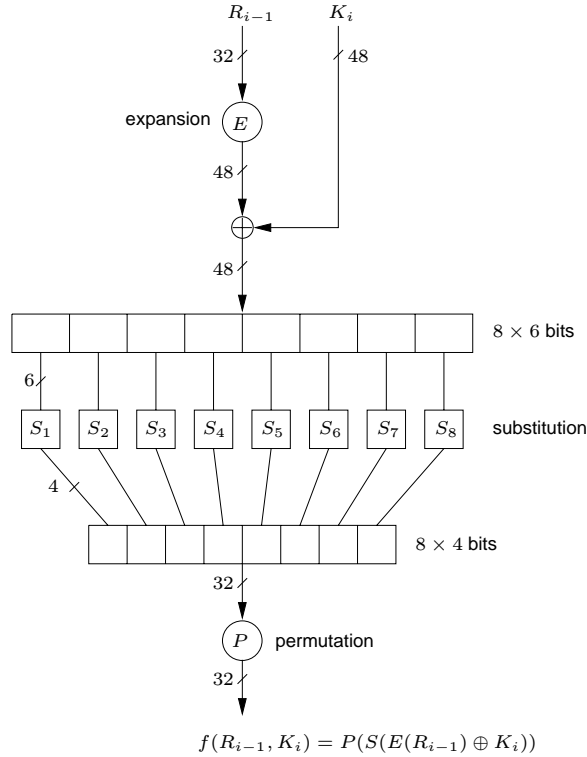 $R_{i-1}$ $K_i$
32 48
expansion $E$
48
48
8 × 6 bits
6
$S_1$ $S_2$ $S_3$ $S_4$ $S_5$ $S_6$ $S_7$ $S_8$ substitution
4
8 × 4 bits
32
$P$ permutation
32
$f(R_{i-1}, K_i) = P(S(E(R_{i-1}) \oplus K_i))$